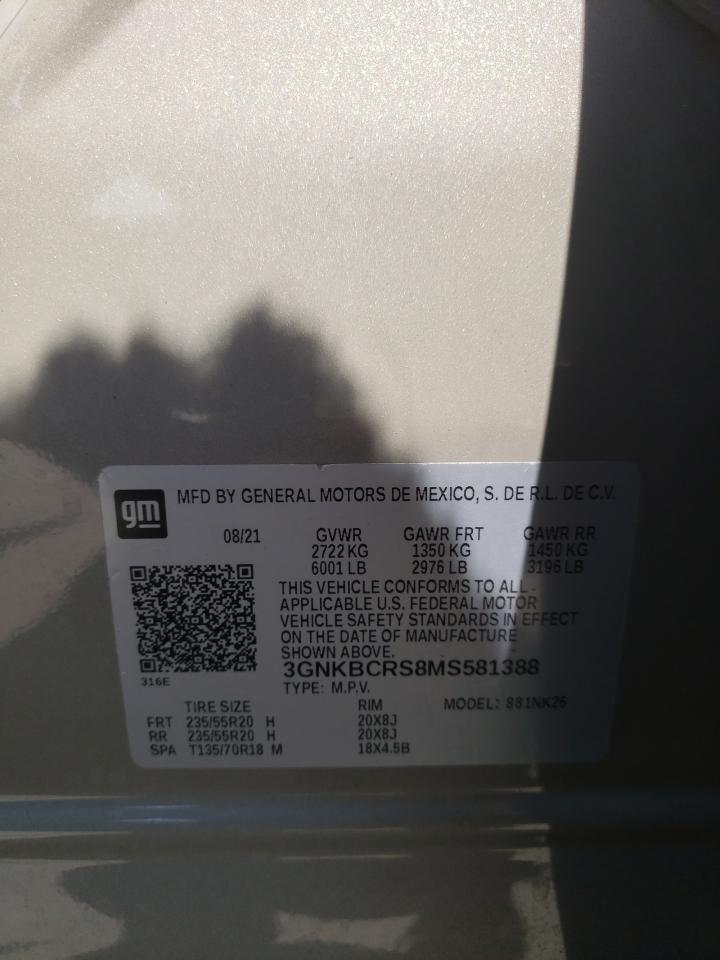 gm
MFD BY GENERAL MOTORS DE MEXICO, S. DE R.L. DE C.V.
08/21 GVWR GAWR FRT GAWR RR
2722 KG 1350 KG 1450 KG
6001 LB 2976 LB 3196 LB
THIS VEHICLE CONFORMS TO ALL
APPLICABLE U.S. FEDERAL MOTOR
VEHICLE SAFETY STANDARDS IN EFFECT
ON THE DATE OF MANUFACTURE
SHOWN ABOVE.
3GNKBCRS8MS581388
316E
TYPE: M.P.V. MODEL: 881NK26
TIRE SIZE RIM
FRT 235/55R20 H 20X8J
RR 235/55R20 H 20X8J
SPA T135/70R18 M 18X4.5B